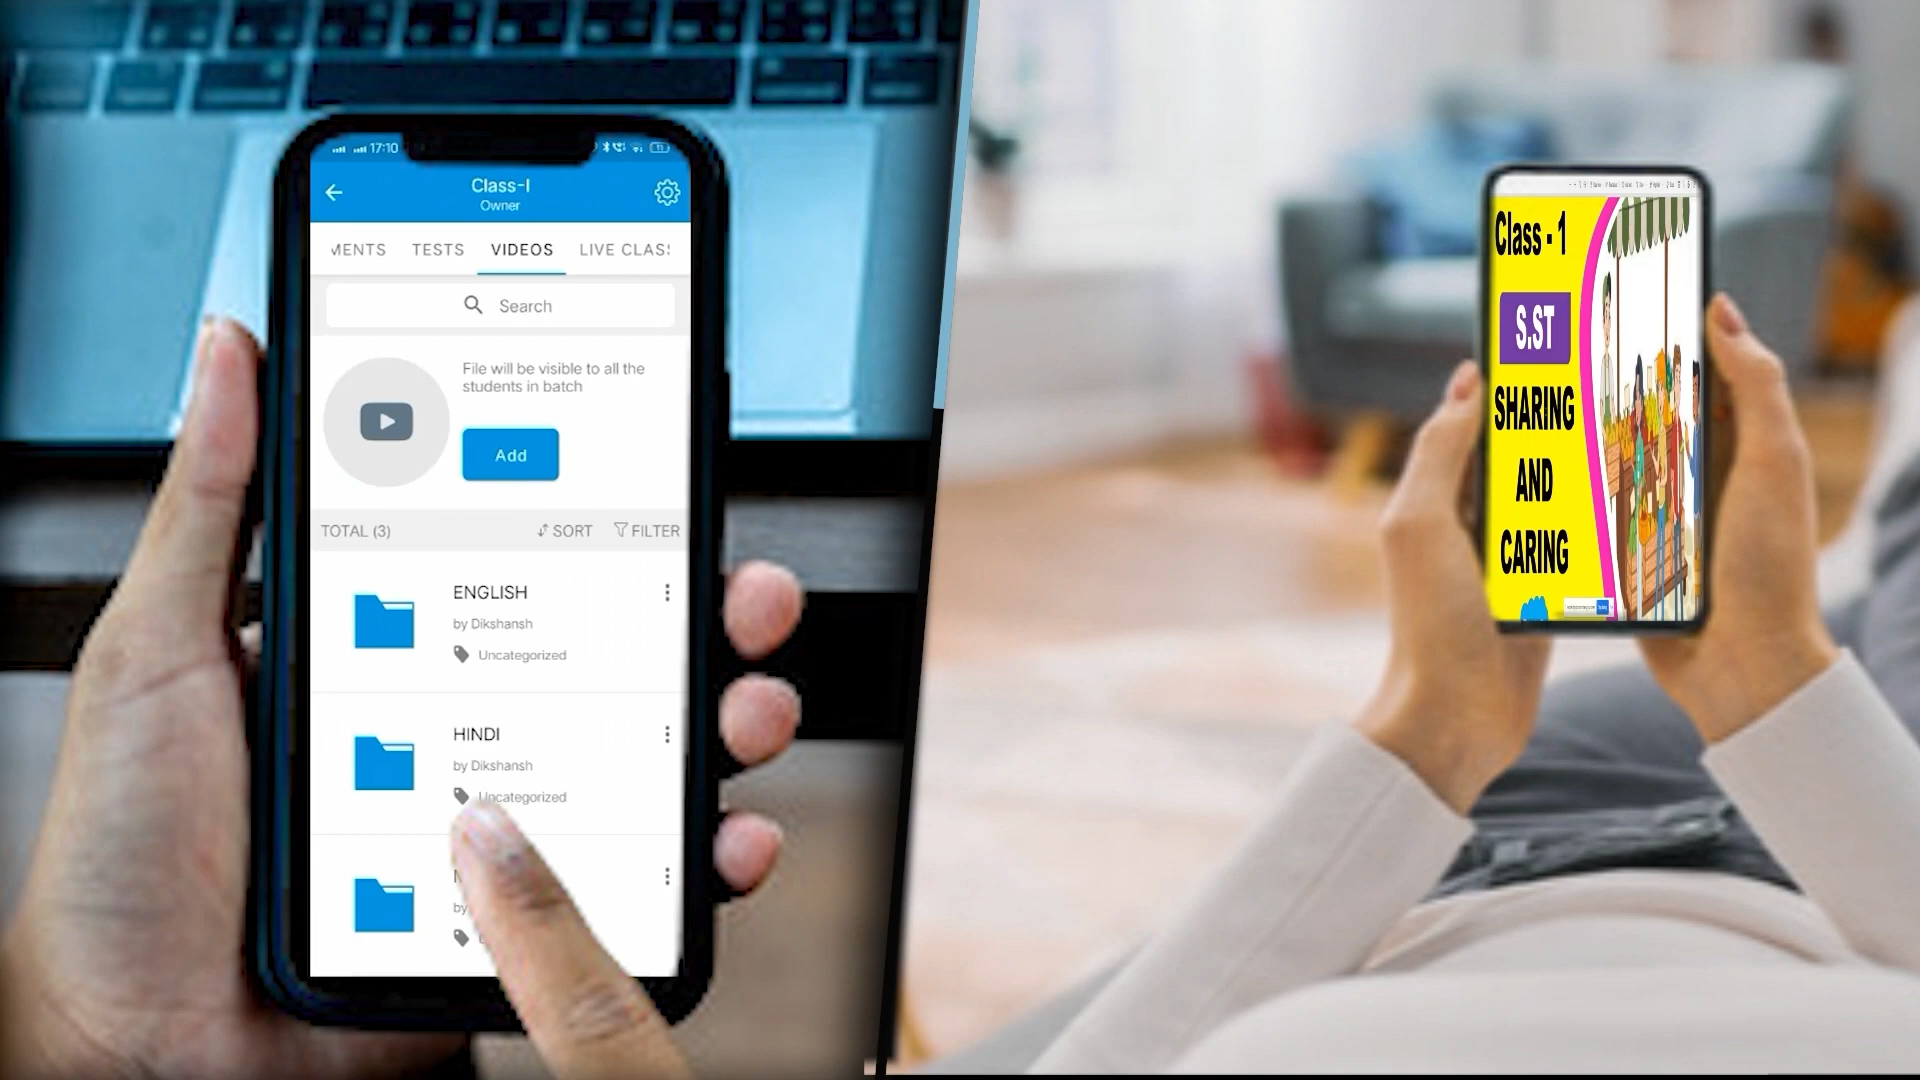 17:10
Class-I
Owner
MENTS TESTS VIDEOS LIVE CLAS
Search
File will be visible to all the
students in batch
Add
TOTAL (3) SORT FILTER
ENGLISH
by Dikshansh
Uncategorized
HINDI
by Dikshansh
Uncategorized
by
Class - 1
S.ST
SHARING
AND
CARING